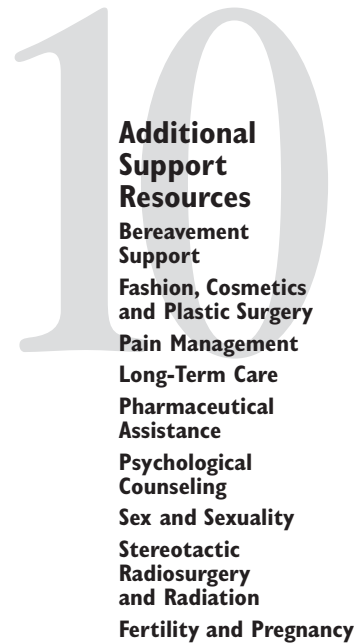 10
Additional
Support
Resources
Bereavement
Support
Fashion, Cosmetics
and Plastic Surgery
Pain Management
Long-Term Care
Pharmaceutical
Assistance
Psychological
Counseling
Sex and Sexuality
Stereotactic
Radiosurgery
and Radiation
Fertility and Pregnancy